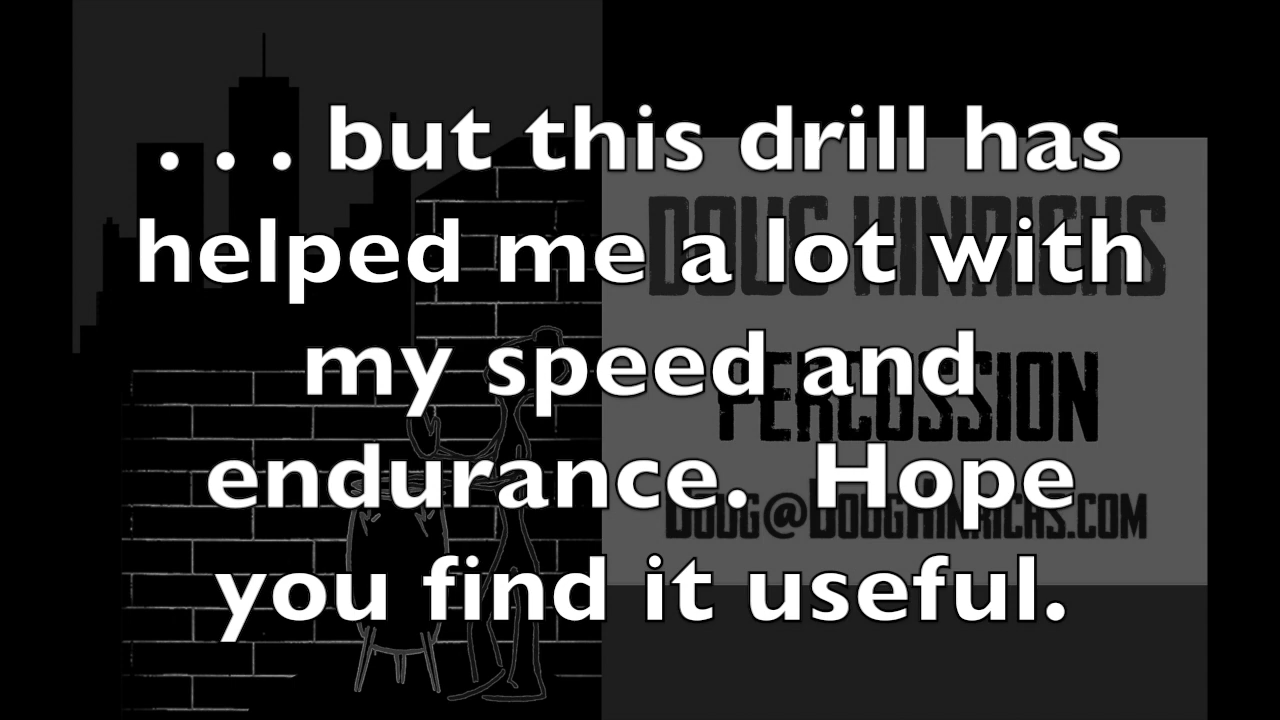 . . . but this drill has
helped me a lot with
my speed and
endurance.  Hope
you find it useful.
DOUG HINRICHS
PERCUSSION
DOUG@DOUGHINRICHS.COM